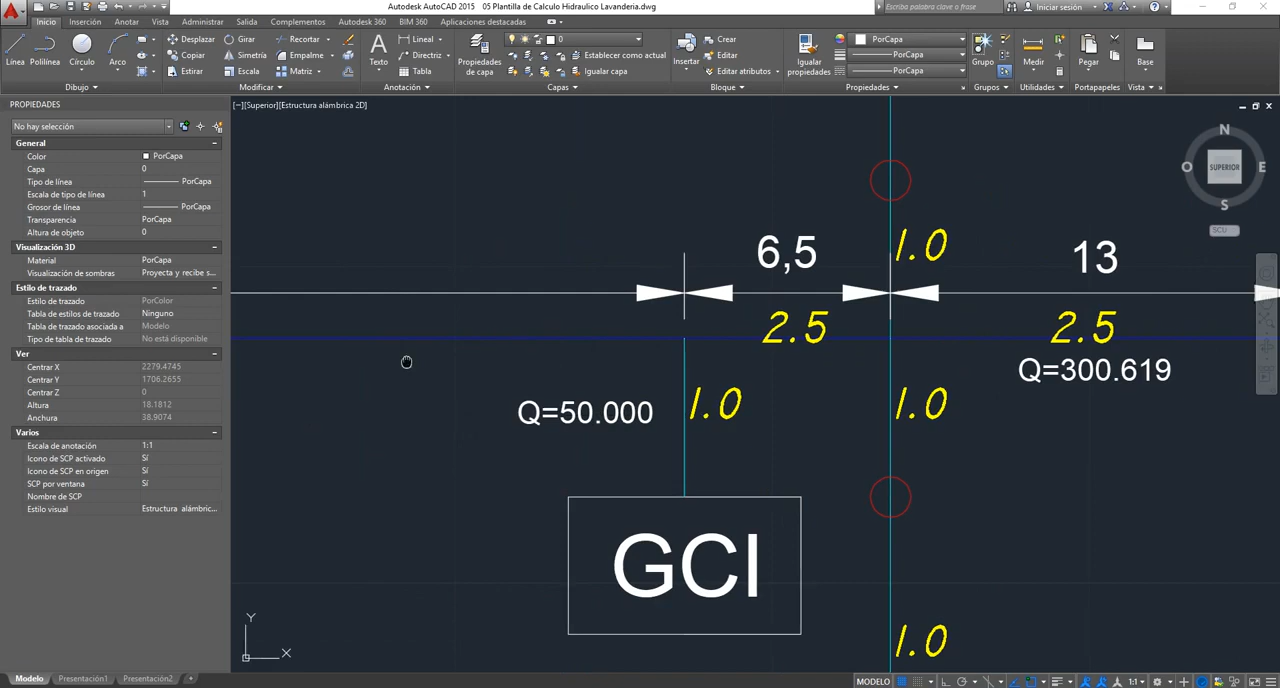 Autodesk AutoCAD 2015    05 Plantilla de Calculo Hidraulico Lavanderia.dwg
Escriba palabra clave o frase
Iniciar sesión
Inicio Inserción Anotar Vista Administrar Salida Complementos Autodesk 360 BIM 360 Aplicaciones destacadas
Línea
Polilínea
Círculo
Arco
Desplazar Girar Recortar
Copiar Simetría Empalme
Estirar Escala Matriz
Texto
Lineal
Directriz
Tabla
Propiedades
de capa
0
Establecer como actual
Igualar capa
Insertar
Crear
Editar
Editar atributos
Igualar
propiedades
PorCapa
PorCapa
PorCapa
Grupo
Medir
Pegar
Base
Dibujo Modificar Anotación Capas Bloque Propiedades Grupos Utilidades Portapapeles Vista
PROPIEDADES
No hay selección
General
Color PorCapa
Capa 0
Tipo de línea PorCapa
Escala de tipo de línea 1
Grosor de línea PorCapa
Transparencia PorCapa
Altura de objeto 0
Visualización 3D
Material PorCapa
Visualización de sombras Proyecta y recibe s...
Estilo de trazado
Estilo de trazado PorColor
Tabla de estilos de trazado Ninguno
Tabla de trazado asociada a Modelo
Tipo de tabla de trazado No está disponible
Ver
Centrar X 2279.4745
Centrar Y 1706.2655
Centrar Z 0
Altura 18.1812
Anchura 38.9074
Varios
Escala de anotación 1:1
Icono de SCP activado Sí
Icono de SCP en origen Sí
SCP por ventana Sí
Nombre de SCP
Estilo visual Estructura alámbric...
[−][Superior][Estructura alámbrica 2D]
N
O SUPERIOR E
S
SCU
6,5 1.0 13
2.5 2.5
Q=300.619
Q=50.000 1.0 1.0
GCI
1.0
Y
X
Modelo Presentación1 Presentación2 +
MODELO 1:1